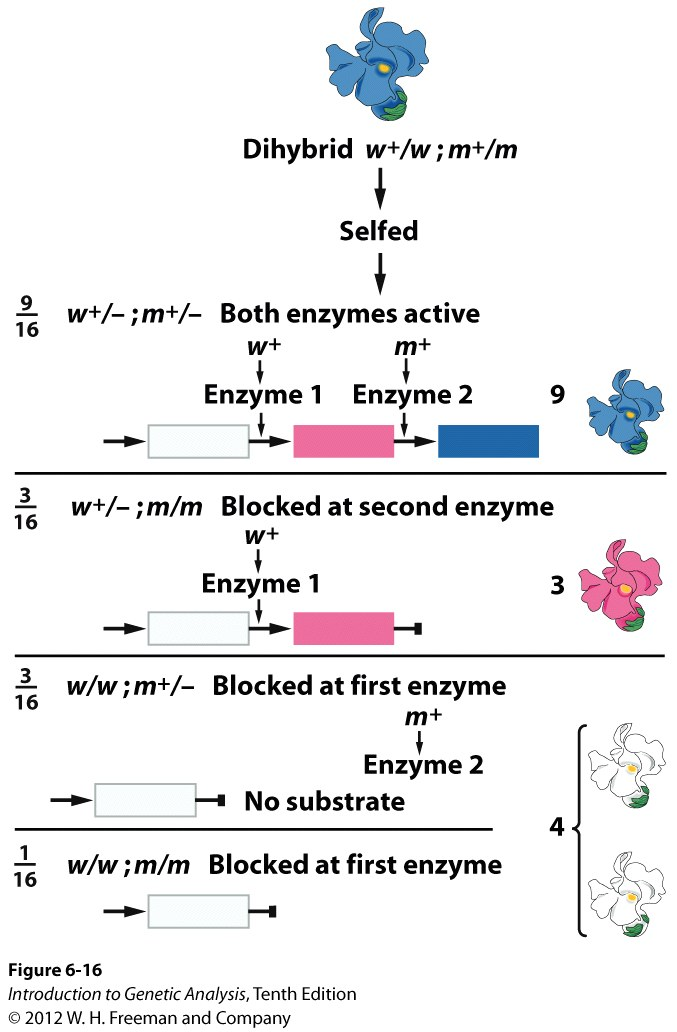 Dihybrid w+/w ; m+/m
Selfed
9/16 w+/– ; m+/– Both enzymes active
w+ m+
Enzyme 1 Enzyme 2
9
3/16 w+/– ; m/m Blocked at second enzyme
w+
Enzyme 1
3
3/16 w/w ; m+/– Blocked at first enzyme
m+
Enzyme 2
No substrate
4
1/16 w/w ; m/m Blocked at first enzyme
Figure 6-16
Introduction to Genetic Analysis, Tenth Edition
© 2012 W. H. Freeman and Company